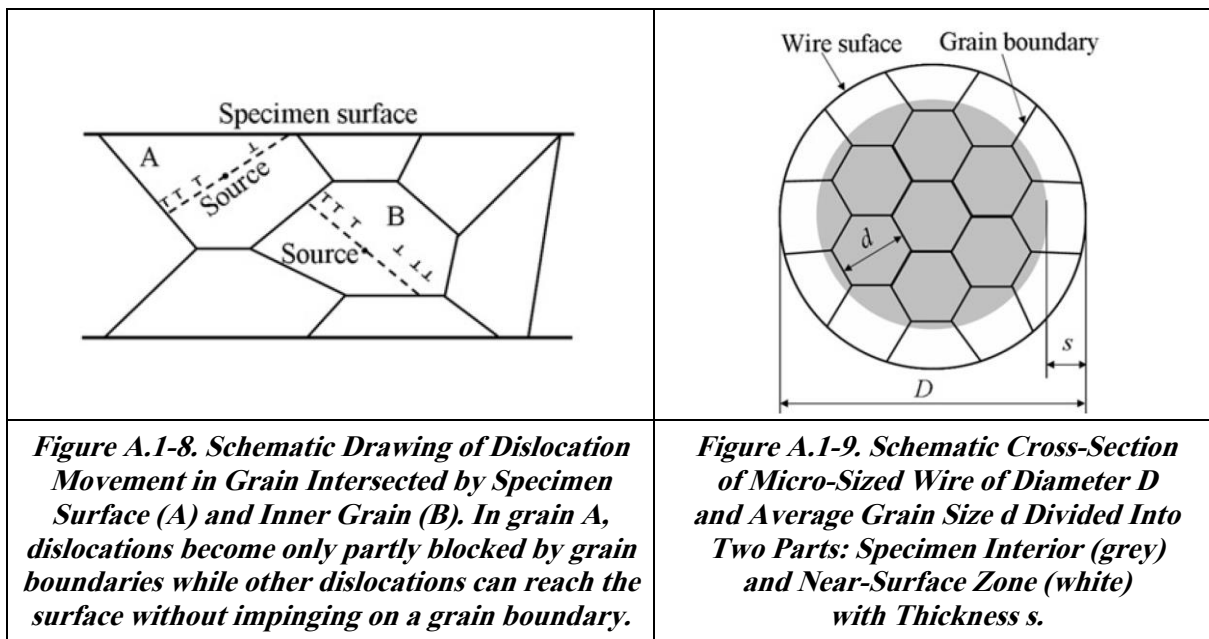 Specimen surface
A
Source
B
Source
Figure A.1-8. Schematic Drawing of Dislocation
Movement in Grain Intersected by Specimen
Surface (A) and Inner Grain (B). In grain A,
dislocations become only partly blocked by grain
boundaries while other dislocations can reach the
surface without impinging on a grain boundary.
Wire suface
Grain boundary
d
s
D
Figure A.1-9. Schematic Cross-Section
of Micro-Sized Wire of Diameter D
and Average Grain Size d Divided Into
Two Parts: Specimen Interior (grey)
and Near-Surface Zone (white)
with Thickness s.